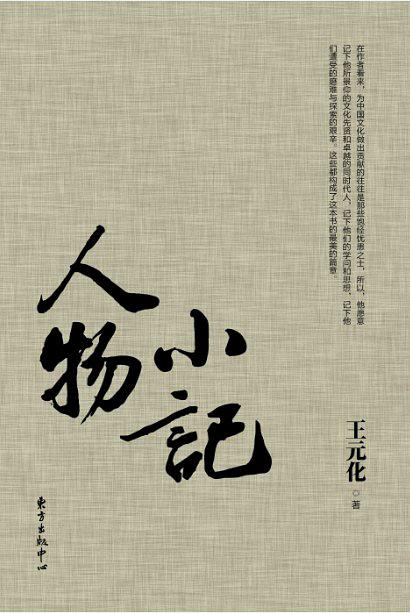 在作者看来，为中国文化做出贡献的往往是那些饱经忧患之士，所以，他愿意
记下他所景仰的文化先贤和卓越的同时代人，记下他们的学问和思想、记下他
们遭受的磨难与探索的艰辛。这些都构成了这本书的最美的篇章。
人物
小記
王元化○著
東方出版中心